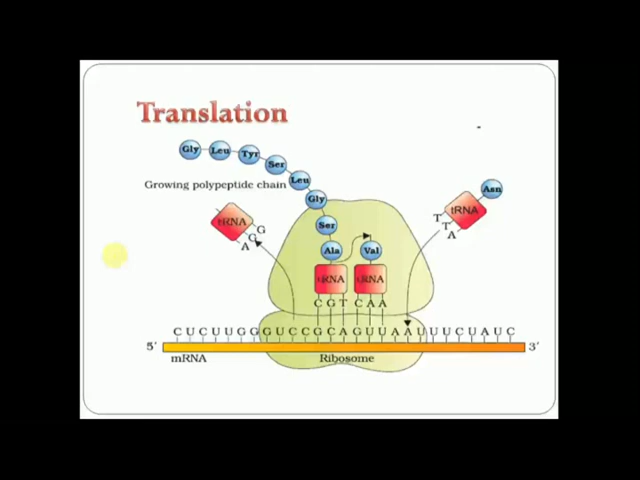 Translation
Gly Leu Tyr Ser Leu Gly Ser Ala Val
Growing polypeptide chain
tRNA
A G G
Asn
tRNA
T T A
tRNA tRNA
C G T C A A
C U C U U G G G U C C G C A G U U A A U U U C U A U C
5' 3'
mRNA Ribosome